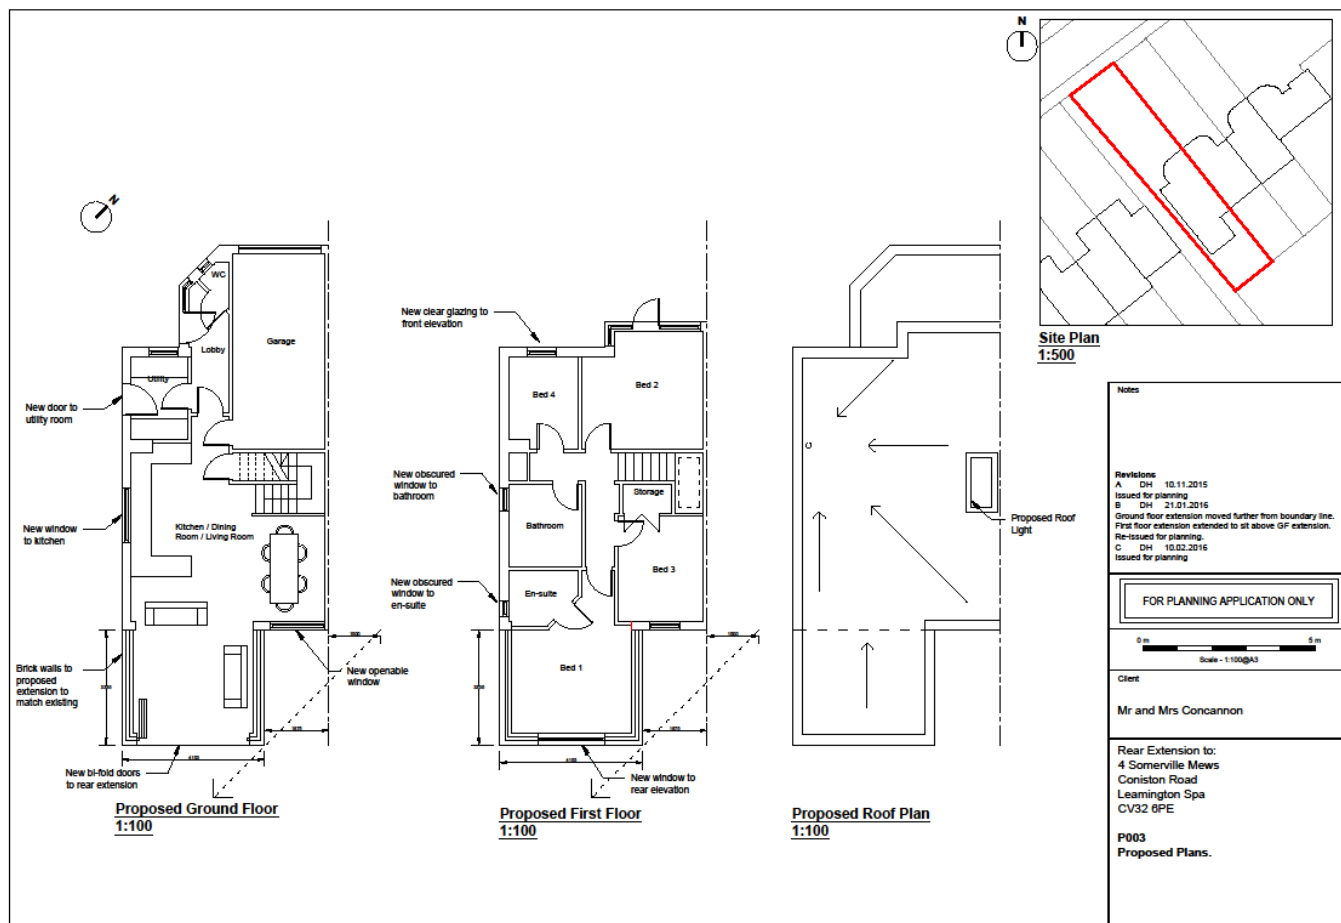 N
N
WC
Lobby
Garage
Utility
New door to
utility room
New window
to kitchen
Kitchen / Dining
Room / Living Room
Brick walls to
proposed
extension to
match existing
New openable
window
New bi-fold doors
to rear extension
Proposed Ground Floor
1:100
New clear glazing to
front elevation
Bed 4
Bed 2
New obscured
window to
bathroom
Storage
Bathroom
New obscured
window to
en-suite
En-suite
Bed 3
Bed 1
New window to
rear elevation
Proposed First Floor
1:100
Proposed Roof
Light
Proposed Roof Plan
1:100
Site Plan
1:500
Notes
Revisions
A DH 10.11.2015
Issued for planning
B DH 21.01.2016
Ground floor extension moved further from boundary line.
First floor extension extended to sit above GF extension.
Re-issued for planning.
C DH 10.02.2016
Issued for planning
FOR PLANNING APPLICATION ONLY
0 m 5 m
Scale - 1:100@A3
Client
Mr and Mrs Concannon
Rear Extension to:
4 Somerville Mews
Coniston Road
Leamington Spa
CV32 6PE
P003
Proposed Plans.